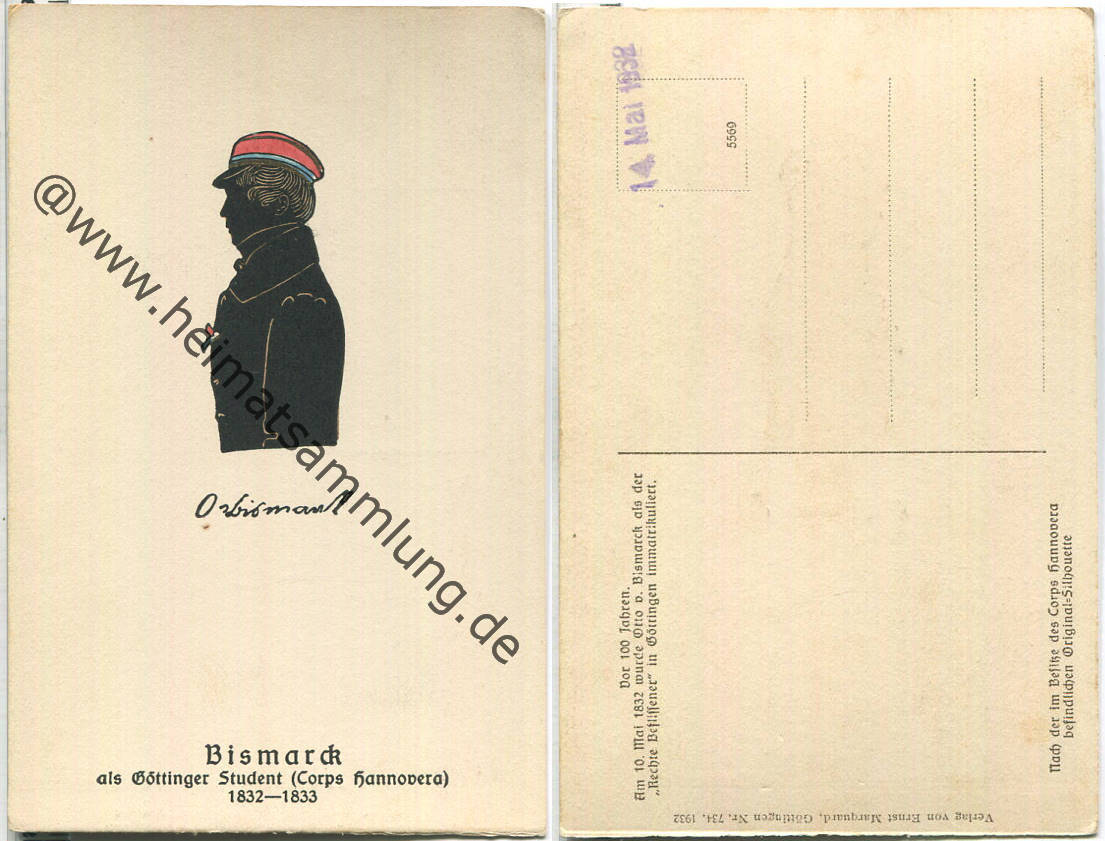 @www.heimatsammlung.de
Bismarck
als Göttinger Student (Corps Hannovera)
1832—1833
14. Mai 1932
5569
Vor 100 Jahren.
Am 10. Mai 1832 wurde Otto v. Bismarck als der
„Rechte Beflissener“ in Göttingen immatrikuliert.
Nach der im Besitze des Corps Hannovera
befindlichen Original=Silhouette
Verlag von Ernst Marquard, Göttingen Nr. 734. 1932